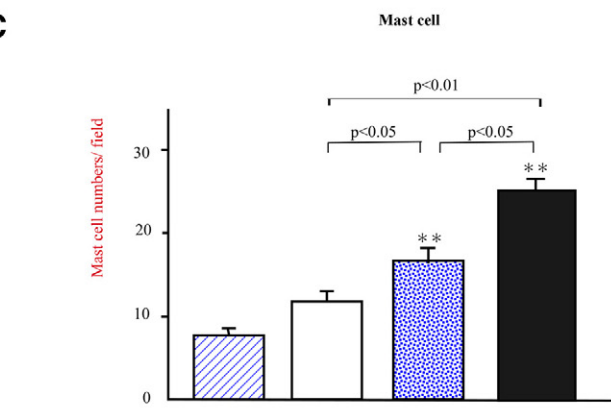 C
Mast cell
p<0.01
p<0.05 p<0.05
Mast cell numbers/ field
30
20
10
0
**
**